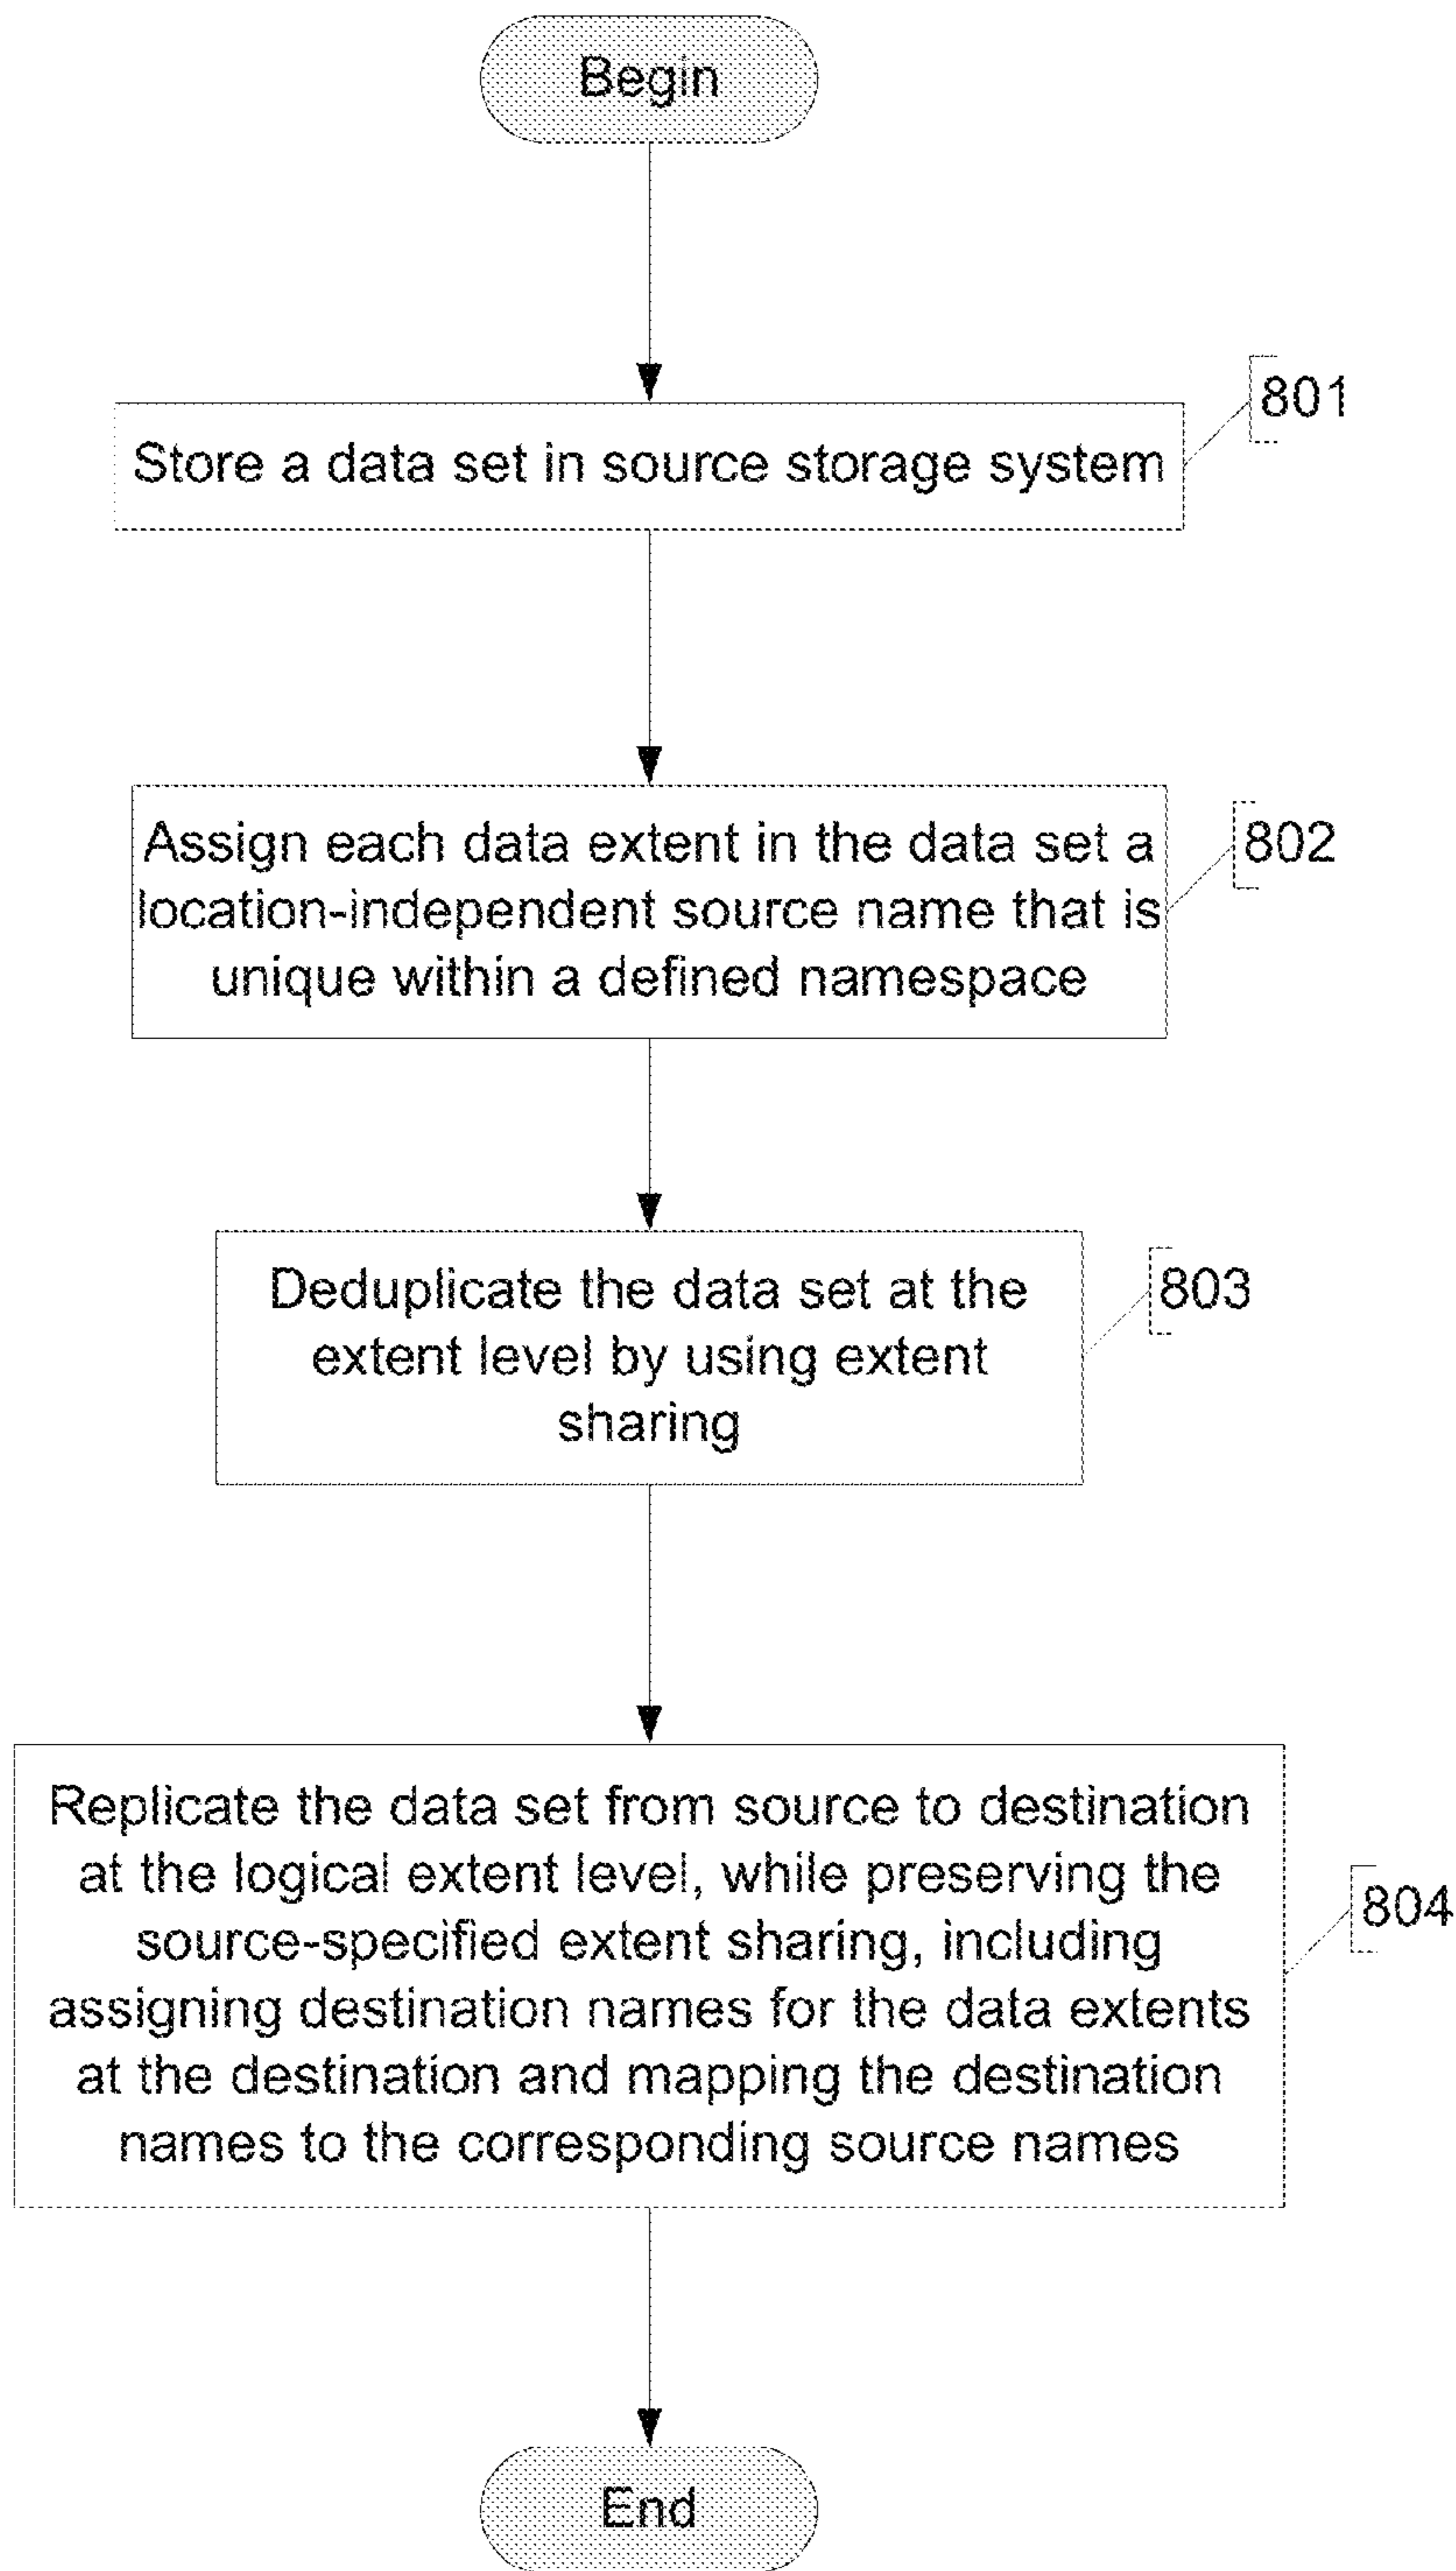 Begin
801
Store a data set in source storage system
802
Assign each data extent in the data set a
location-independent source name that is
unique within a defined namespace
803
Deduplicate the data set at the
extent level by using extent
sharing
Replicate the data set from source to destination
at the logical extent level, while preserving the
source-specified extent sharing, including
assigning destination names for the data extents
at the destination and mapping the destination
names to the corresponding source names
804
End